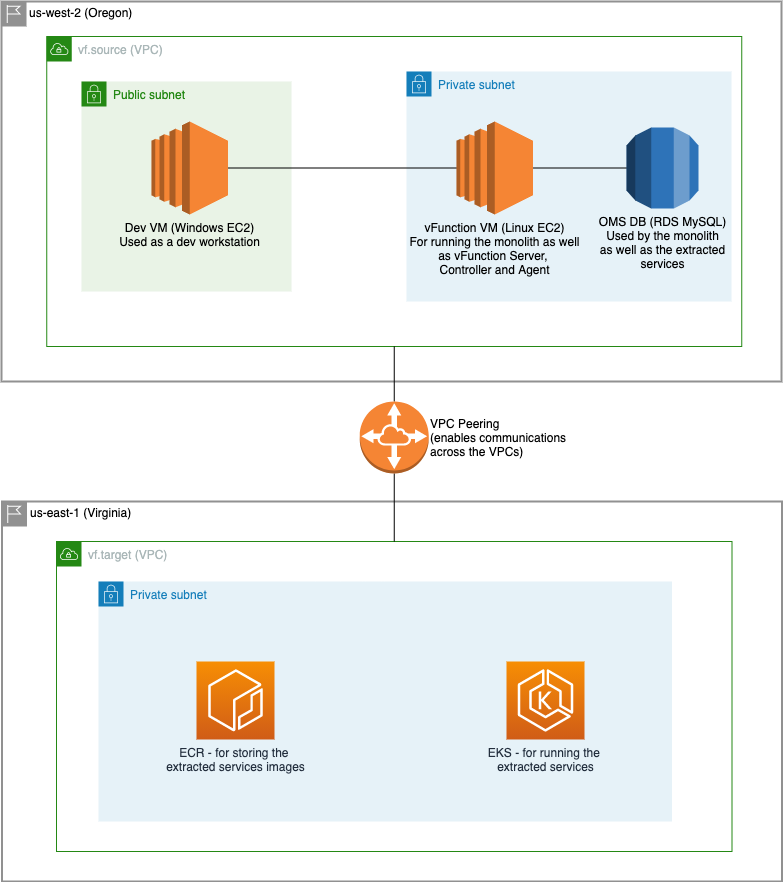 us-west-2 (Oregon)
vf.source (VPC)
Public subnet
Private subnet
Dev VM (Windows EC2)
Used as a dev workstation
vFunction VM (Linux EC2)
For running the monolith as well
as vFunction Server,
Controller and Agent
OMS DB (RDS MySQL)
Used by the monolith
as well as the extracted
services
VPC Peering
(enables communications
across the VPCs)
us-east-1 (Virginia)
vf.target (VPC)
Private subnet
ECR - for storing the
extracted services images
K
EKS - for running the
extracted services